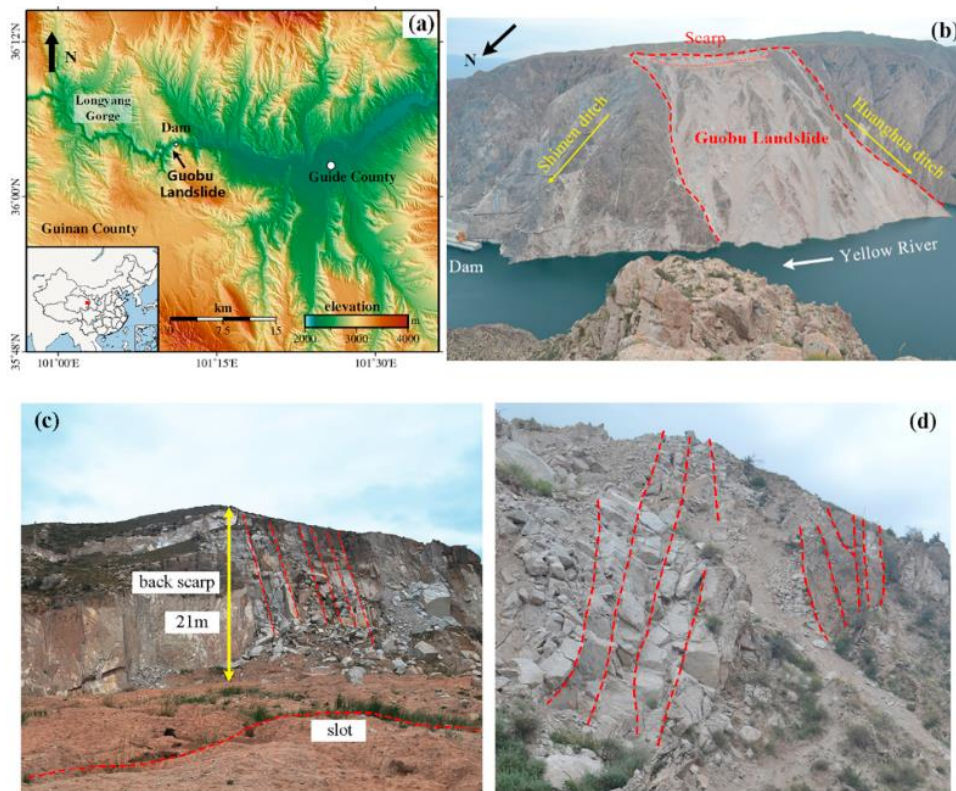 (a)
36°12'
N
Longyang
Gorge
Dam
Guobu
Landslide
Guide County
36°00'
Guinan County
km
0 7.5 15
elevation
m
2000 3000 4000
35°48'N
101°00'E
101°15'E
101°30'E
(b)
N
Scarp
Shimen ditch
Guobu Landslide
Huanghua ditch
Dam
Yellow River
(c)
back scarp
21m
slot
(d)